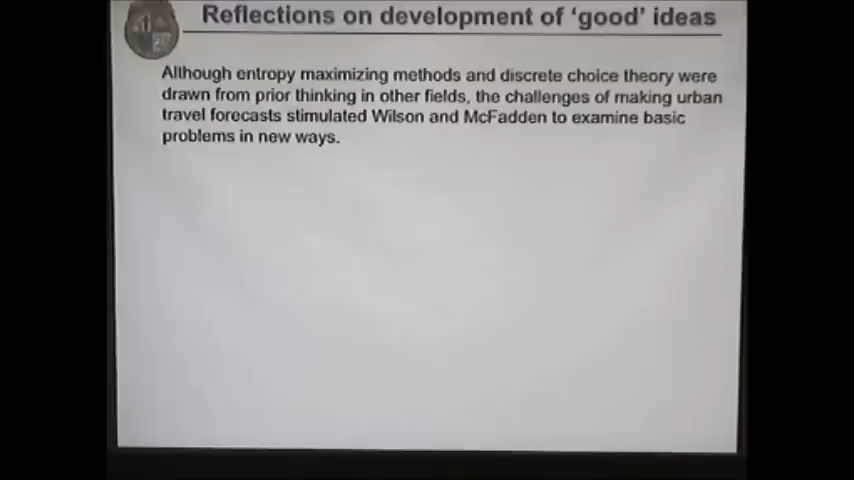 Reflections on development of ‘good’ ideas
Although entropy maximizing methods and discrete choice theory were
drawn from prior thinking in other fields, the challenges of making urban
travel forecasts stimulated Wilson and McFadden to examine basic
problems in new ways.